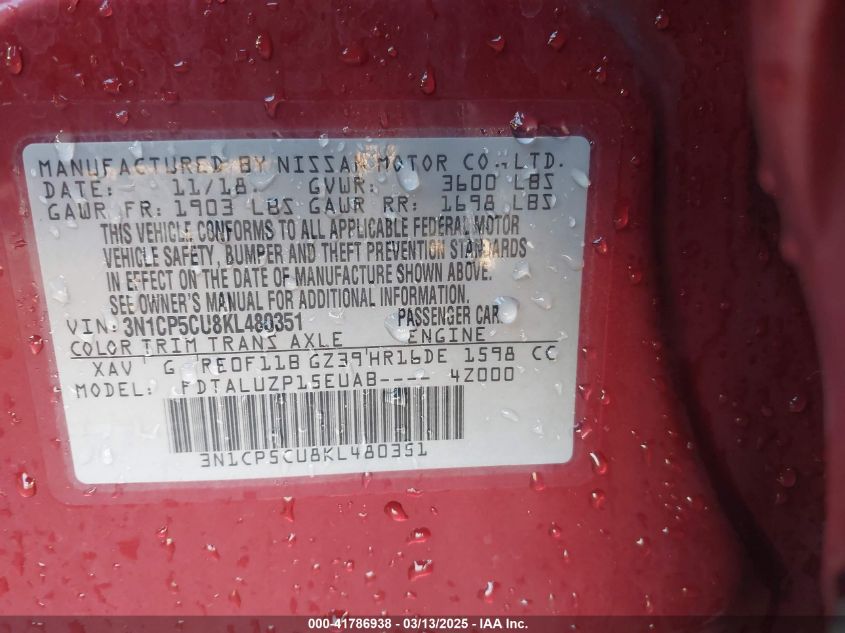 MANUFACTURED BY NISSAN MOTOR CO., LTD.
DATE: 11/18 GVWR: 3600 LBS
GAWR FR: 1903 LBS GAWR RR: 1698 LBS
THIS VEHICLE CONFORMS TO ALL APPLICABLE FEDERAL MOTOR
VEHICLE SAFETY, BUMPER AND THEFT PREVENTION STANDARDS
IN EFFECT ON THE DATE OF MANUFACTURE SHOWN ABOVE.
SEE OWNER'S MANUAL FOR ADDITIONAL INFORMATION.
VIN: 3N1CP5CU8KL480351 PASSENGER CAR
COLOR TRIM TRANS AXLE ENGINE
XAV G RE0F11B GZ39 HR16DE 1598 CC
MODEL: FDTALUZP15EUAB---- 4Z000
3N1CP5CU8KL480351
000-41786938 - 03/13/2025 - IAA Inc.